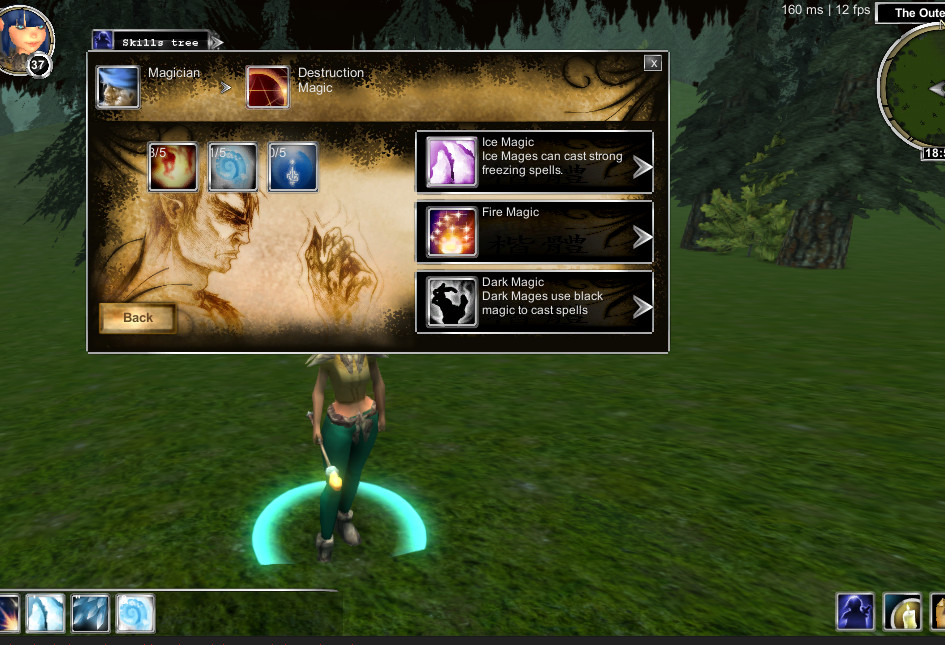 160 ms | 12 fps
The Oute
Skills tree
37
Magician
Destruction
Magic
X
3/5
1/5
0/5
Ice Magic
Ice Mages can cast strong
freezing spells.
Fire Magic
Dark Magic
Dark Mages use black
magic to cast spells
Back